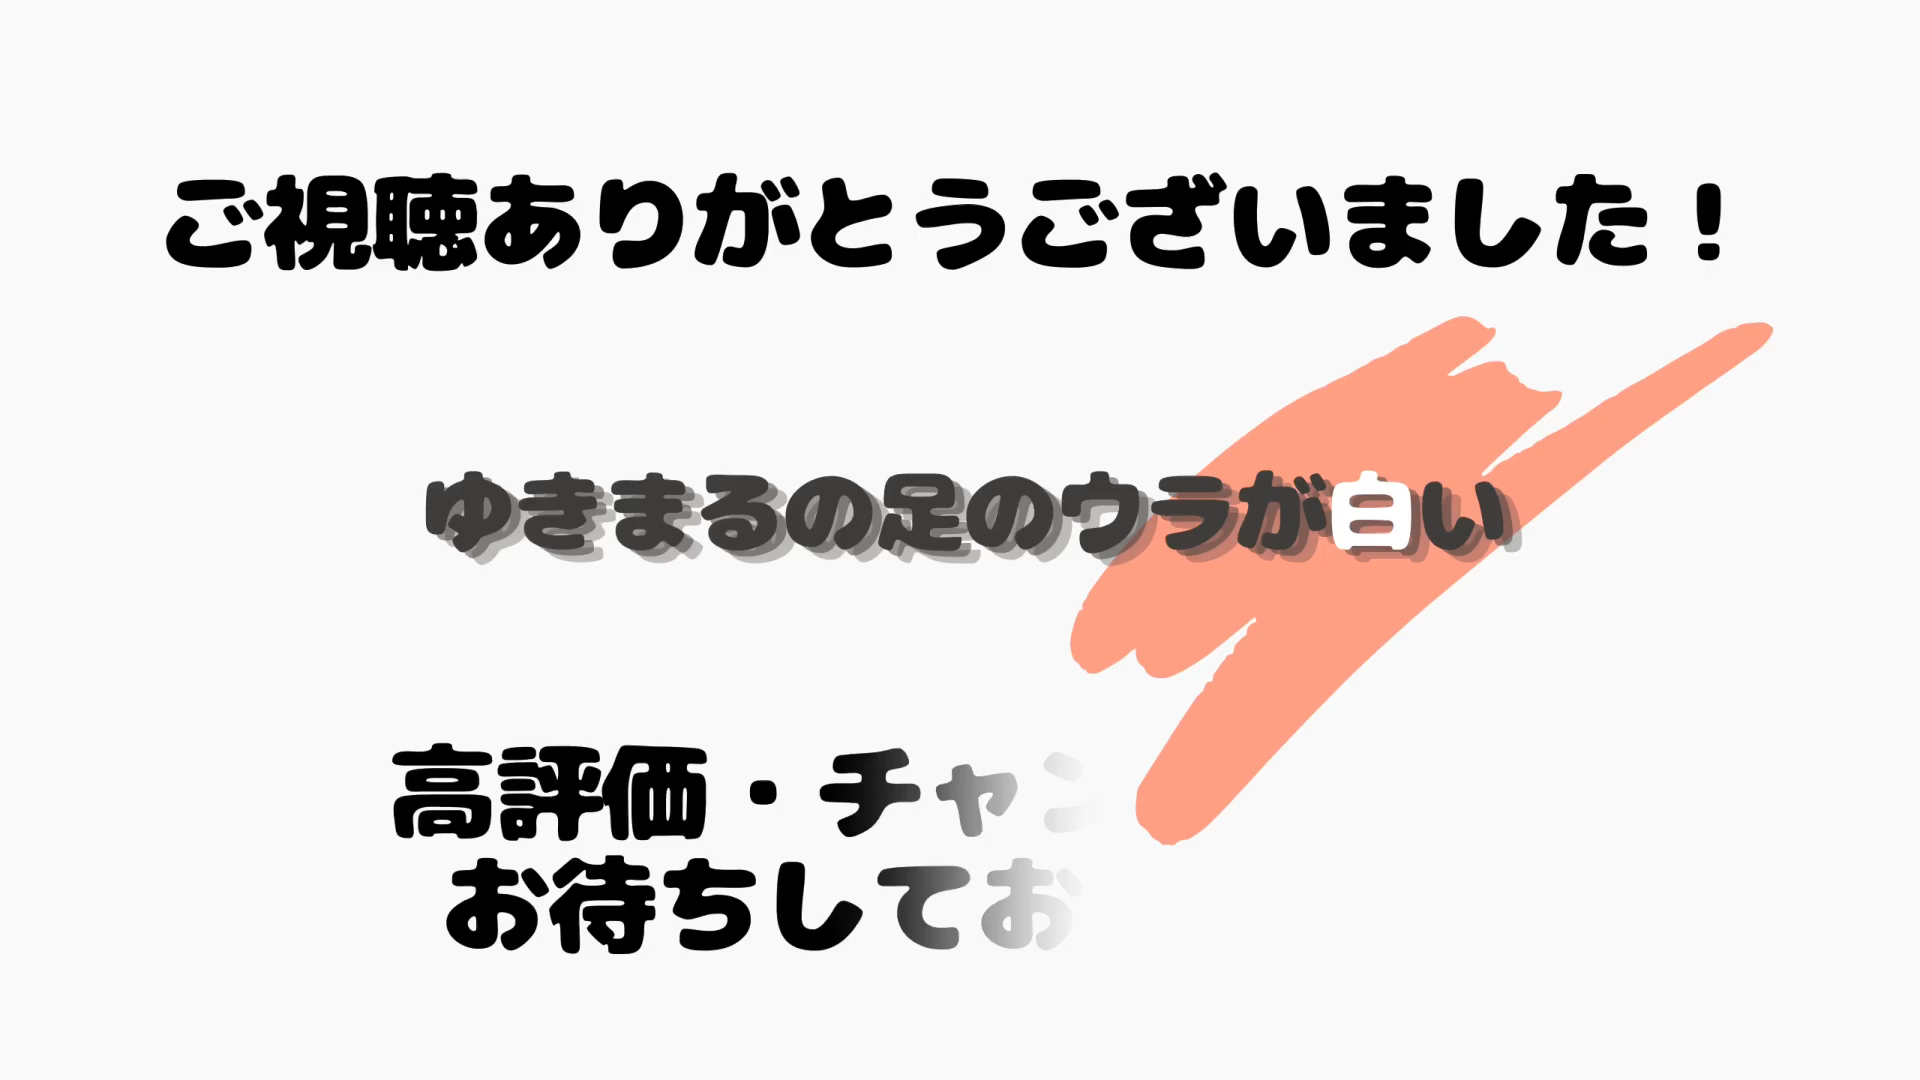 ご視聴ありがとうございました！
ゆきまるの足のウラが白い
高評価・チャン
お待ちしてお